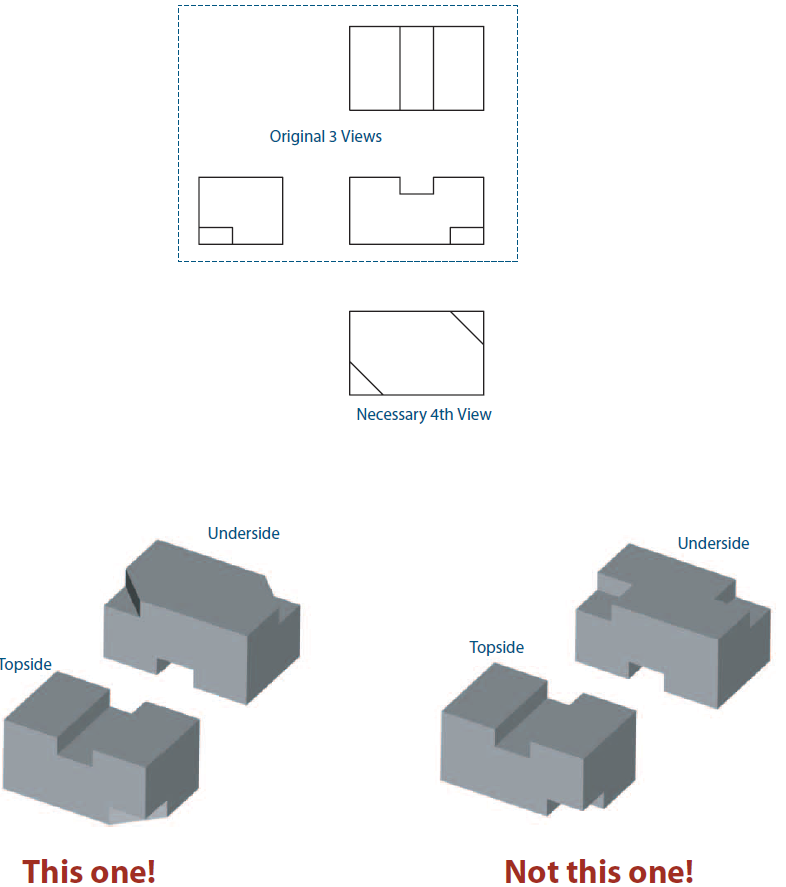 Original 3 Views
Necessary 4th View
Underside
Underside
Topside
Topside
This one!
Not this one!